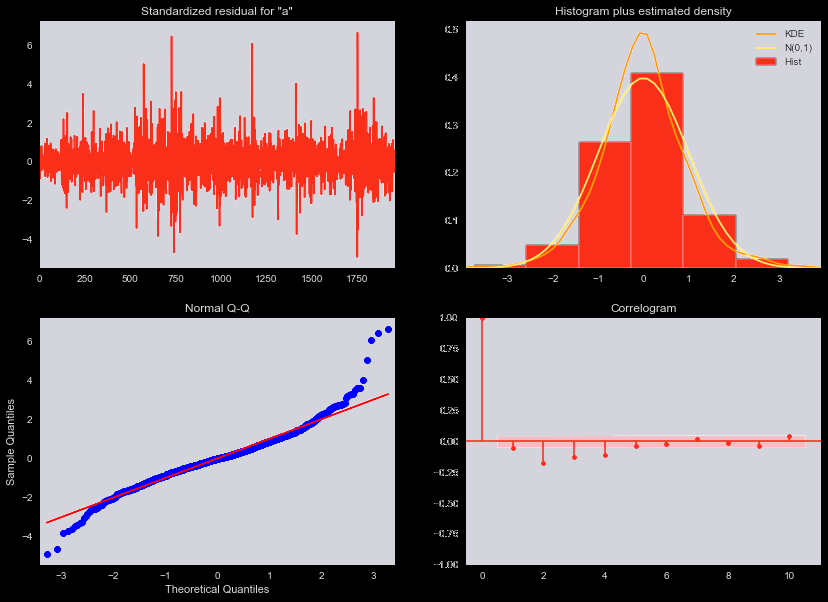 Standardized residual for "a"
6
4
2
0
−2
−4
0 250 500 750 1000 1250 1500 1750
Histogram plus estimated density
KDE
N(0,1)
Hist
0.5
0.4
0.3
0.2
0.1
0.0
−3 −2 −1 0 1 2 3
Normal Q-Q
Sample Quantiles
6
4
2
0
−2
−4
−3 −2 −1 0 1 2 3
Theoretical Quantiles
Correlogram
1.00
0.75
0.50
0.25
0.00
−0.25
−0.50
−0.75
−1.00
0 2 4 6 8 10